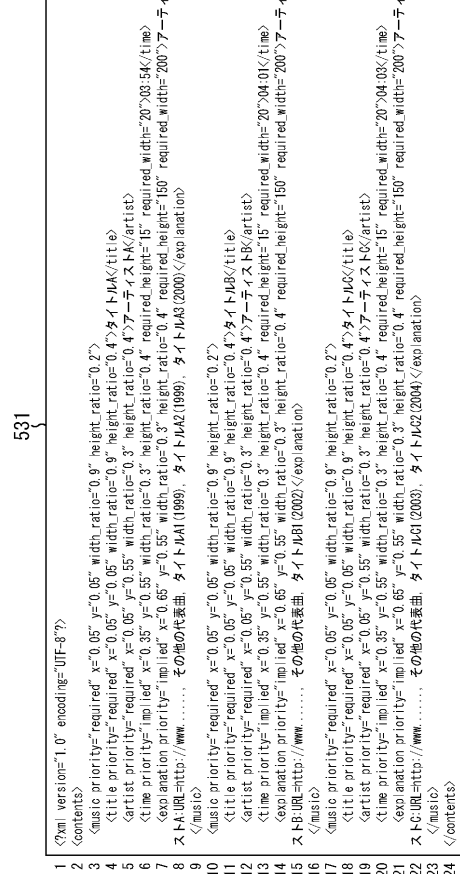 531
1 <?xml version="1.0" encoding="UTF-8"?>
2 <contents>
3 <music priority="required" x="0.05" y="0.05" width_ratio="0.9" height_ratio="0.2">
4 <title priority="required" x="0.05" y="0.05" width_ratio="0.9" height_ratio="0.4">タイトルA</title>
5 <artist priority="required" x="0.05" y="0.55" width_ratio="0.3" height_ratio="0.4">アーティストA</artist>
6 <time priority="implied" x="0.35" y="0.55" width_ratio="0.3" height_ratio="0.4" required_height="15" required_width="20">03:54</time>
7 <explanation priority="implied" x="0.65" y="0.55" width_ratio="0.3" height_ratio="0.4" required_height="150" required_width="200">アーティ
8 ストA:URL=http://www......., その他の代表曲, タイトルA1(1999), タイトルA2(1999), タイトルA3(2000)</explanation>
9 </music>
10 <music priority="required" x="0.05" y="0.05" width_ratio="0.9" height_ratio="0.2">
11 <title priority="required" x="0.05" y="0.05" width_ratio="0.9" height_ratio="0.4">タイトルB</title>
12 <artist priority="required" x="0.05" y="0.55" width_ratio="0.3" height_ratio="0.4">アーティストB</artist>
13 <time priority="implied" x="0.35" y="0.55" width_ratio="0.3" height_ratio="0.4" required_height="15" required_width="20">04:01</time>
14 <explanation priority="implied" x="0.65" y="0.55" width_ratio="0.3" height_ratio="0.4" required_height="150" required_width="200">アーティ
15 ストB:URL=http://www......., その他の代表曲, タイトルB1(2002)</explanation>
16 </music>
17 <music priority="required" x="0.05" y="0.05" width_ratio="0.9" height_ratio="0.2">
18 <title priority="required" x="0.05" y="0.05" width_ratio="0.9" height_ratio="0.4">タイトルC</title>
19 <artist priority="required" x="0.05" y="0.55" width_ratio="0.3" height_ratio="0.4">アーティストC</artist>
20 <time priority="implied" x="0.35" y="0.55" width_ratio="0.3" height_ratio="0.4" required_height="15" required_width="20">04:03</time>
21 <explanation priority="implied" x="0.65" y="0.55" width_ratio="0.3" height_ratio="0.4" required_height="150" required_width="200">アーティ
22 ストC:URL=http://www......., その他の代表曲, タイトルC1(2003), タイトルC2(2004)</explanation>
23 </music>
24 </contents>